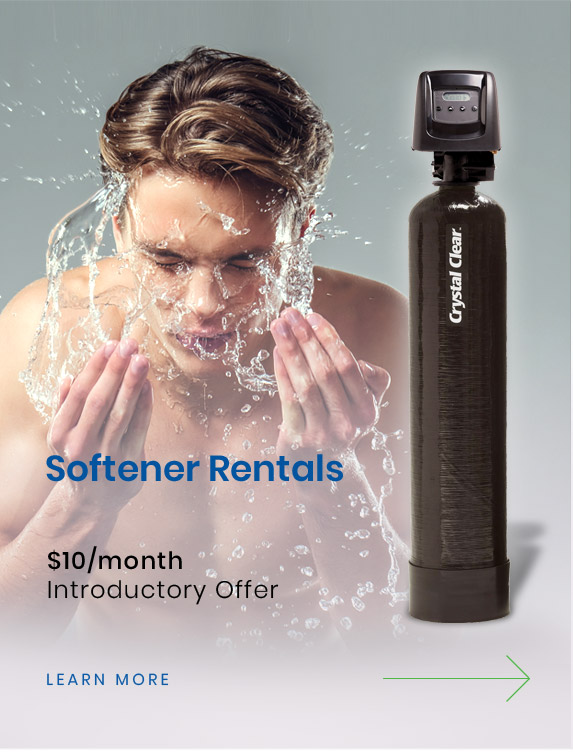 Crystal Clear
Softener Rentals
$10/month
Introductory Offer
LEARN MORE